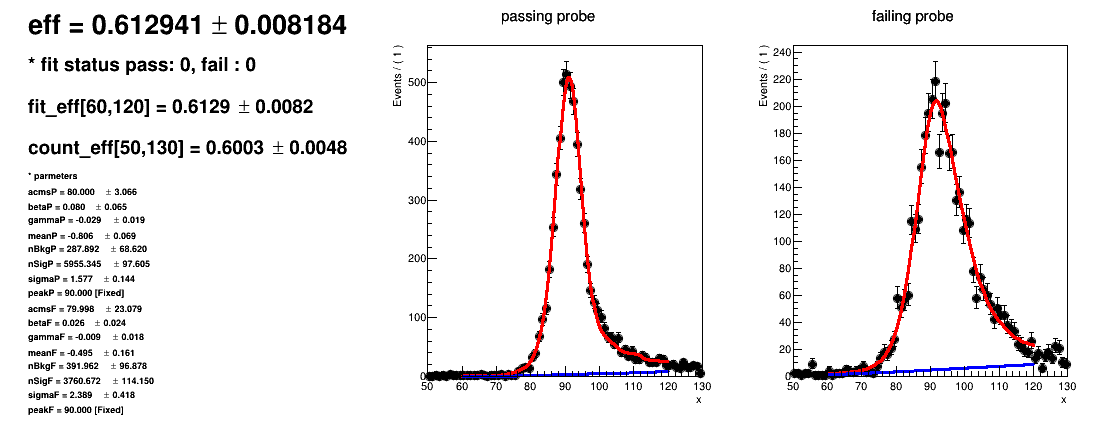 eff = 0.612941 ± 0.008184
* fit status pass: 0, fail : 0
fit_eff[60,120] = 0.6129 ± 0.0082
count_eff[50,130] = 0.6003 ± 0.0048
* parmeters
acmsP = 80.000 ± 3.066
betaP = 0.080 ± 0.065
gammaP = -0.029 ± 0.019
meanP = -0.806 ± 0.069
nBkgP = 287.892 ± 68.620
nSigP = 5955.345 ± 97.605
sigmaP = 1.577 ± 0.144
peakP = 90.000 [Fixed]
acmsF = 79.998 ± 23.079
betaF = 0.026 ± 0.024
gammaF = -0.009 ± 0.018
meanF = -0.495 ± 0.161
nBkgF = 391.962 ± 96.878
nSigF = 3760.672 ± 114.150
sigmaF = 2.389 ± 0.418
peakF = 90.000 [Fixed]
passing probe
Events / ( 1 )
500
400
300
200
100
0
50 60 70 80 90 100 110 120 130
x
failing probe
Events / ( 1 )
240
220
200
180
160
140
120
100
80
60
40
20
0
50 60 70 80 90 100 110 120 130
x